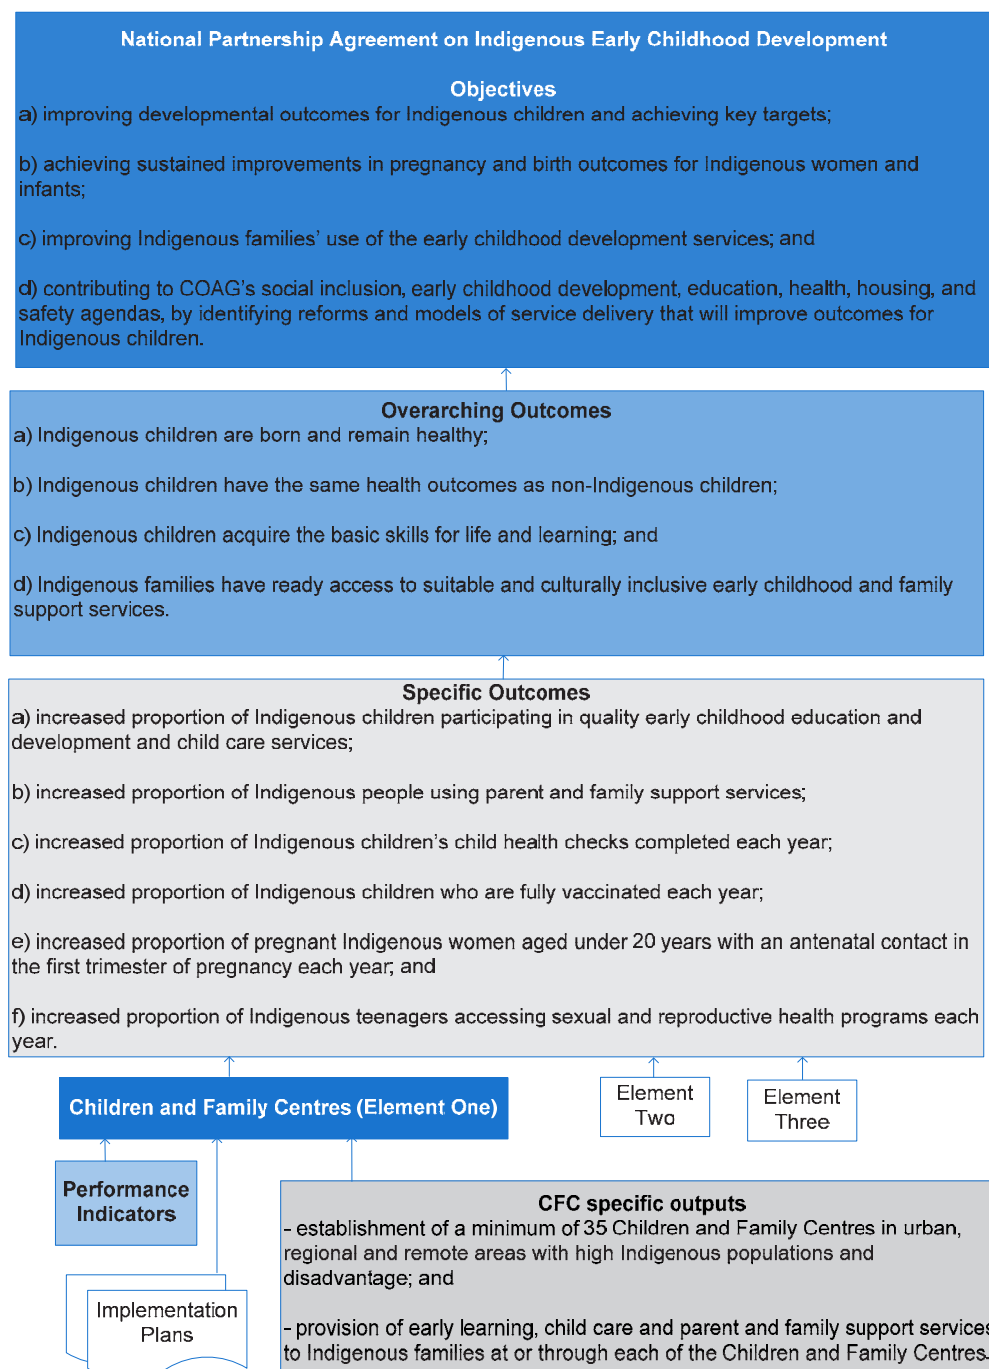 National Partnership Agreement on Indigenous Early Childhood Development
Objectives
a) improving developmental outcomes for Indigenous children and achieving key targets;
b) achieving sustained improvements in pregnancy and birth outcomes for Indigenous women and
infants;
c) improving Indigenous families' use of the early childhood development services; and
d) contributing to COAG's social inclusion, early childhood development, education, health, housing, and
safety agendas, by identifying reforms and models of service delivery that will improve outcomes for
Indigenous children.
Overarching Outcomes
a) Indigenous children are born and remain healthy;
b) Indigenous children have the same health outcomes as non-Indigenous children;
c) Indigenous children acquire the basic skills for life and learning; and
d) Indigenous families have ready access to suitable and culturally inclusive early childhood and family
support services.
Specific Outcomes
a) increased proportion of Indigenous children participating in quality early childhood education and
development and child care services;
b) increased proportion of Indigenous people using parent and family support services;
c) increased proportion of Indigenous children's child health checks completed each year;
d) increased proportion of Indigenous children who are fully vaccinated each year;
e) increased proportion of pregnant Indigenous women aged under 20 years with an antenatal contact in
the first trimester of pregnancy each year; and
f) increased proportion of Indigenous teenagers accessing sexual and reproductive health programs each
year.
Children and Family Centres (Element One)
Element
Two
Element
Three
Performance
Indicators
Implementation
Plans
CFC specific outputs
- establishment of a minimum of 35 Children and Family Centres in urban,
regional and remote areas with high Indigenous populations and
disadvantage; and
- provision of early learning, child care and parent and family support services
to Indigenous families at or through each of the Children and Family Centres.